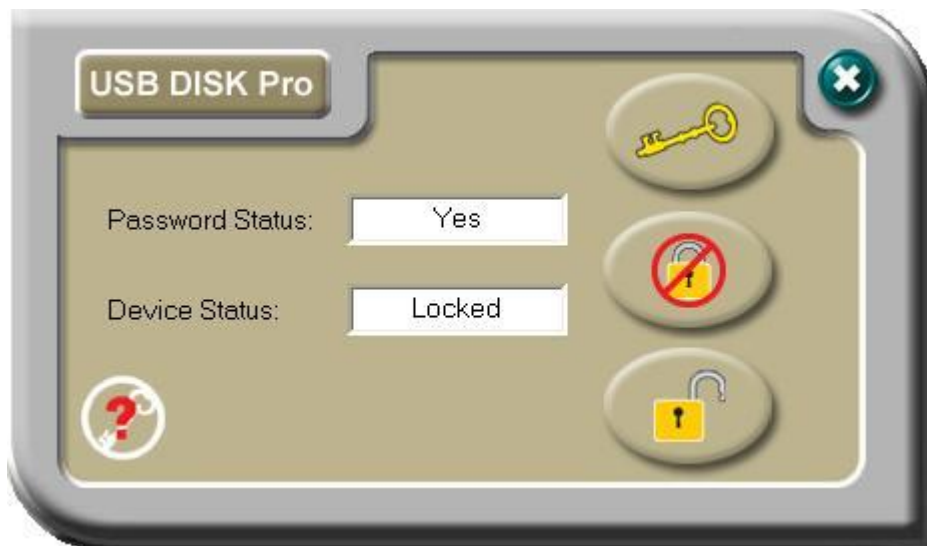 USB DISK Pro
Password Status: Yes
Device Status: Locked
?